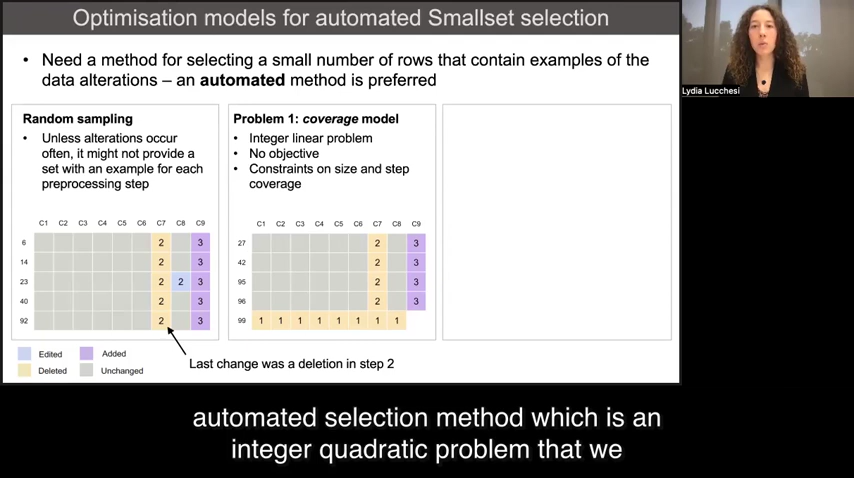 Optimisation models for automated Smallset selection
• Need a method for selecting a small number of rows that contain examples of the
data alterations – an automated method is preferred
Random sampling
• Unless alterations occur
often, it might not provide a
set with an example for each
preprocessing step
C1 C2 C3 C4 C5 C6 C7 C8 C9
6 2 3
14 2 3
23 2 2 3
40 2 3
92 2 3
Problem 1: coverage model
• Integer linear problem
• No objective
• Constraints on size and step
coverage
C1 C2 C3 C4 C5 C6 C7 C8 C9
27 2 3
42 2 3
95 2 3
96 2 3
99 1 1 1 1 1 1 1 1
Edited Added
Deleted Unchanged
Last change was a deletion in step 2
Lydia Lucchesi
automated selection method which is an
integer quadratic problem that we